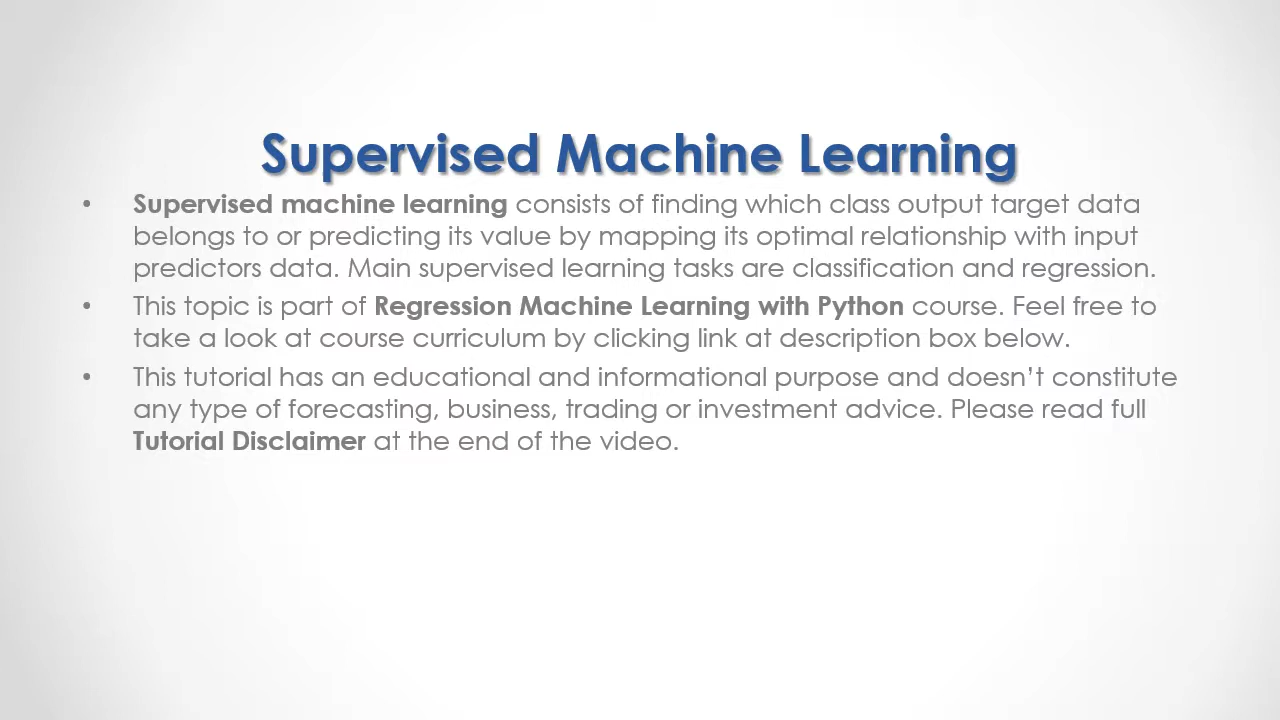 Supervised Machine Learning
• Supervised machine learning consists of finding which class output target data
belongs to or predicting its value by mapping its optimal relationship with input
predictors data. Main supervised learning tasks are classification and regression.
• This topic is part of Regression Machine Learning with Python course. Feel free to
take a look at course curriculum by clicking link at description box below.
• This tutorial has an educational and informational purpose and doesn’t constitute
any type of forecasting, business, trading or investment advice. Please read full
Tutorial Disclaimer at the end of the video.